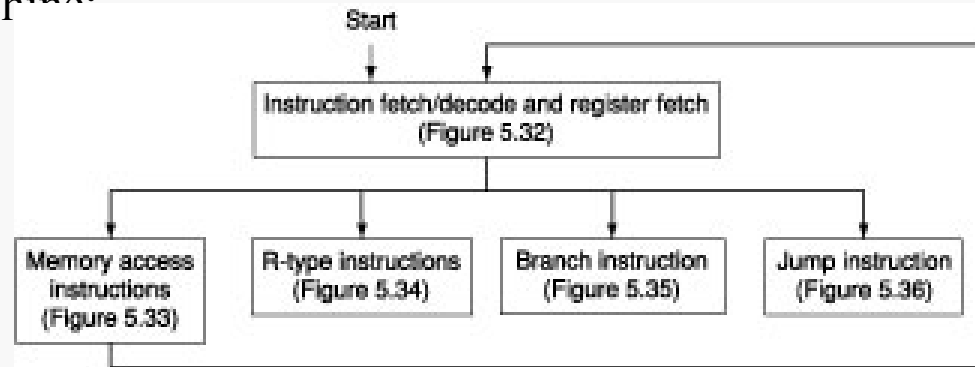 Start
Instruction fetch/decode and register fetch
(Figure 5.32)
Memory access
instructions
(Figure 5.33)
R-type instructions
(Figure 5.34)
Branch instruction
(Figure 5.35)
Jump instruction
(Figure 5.36)